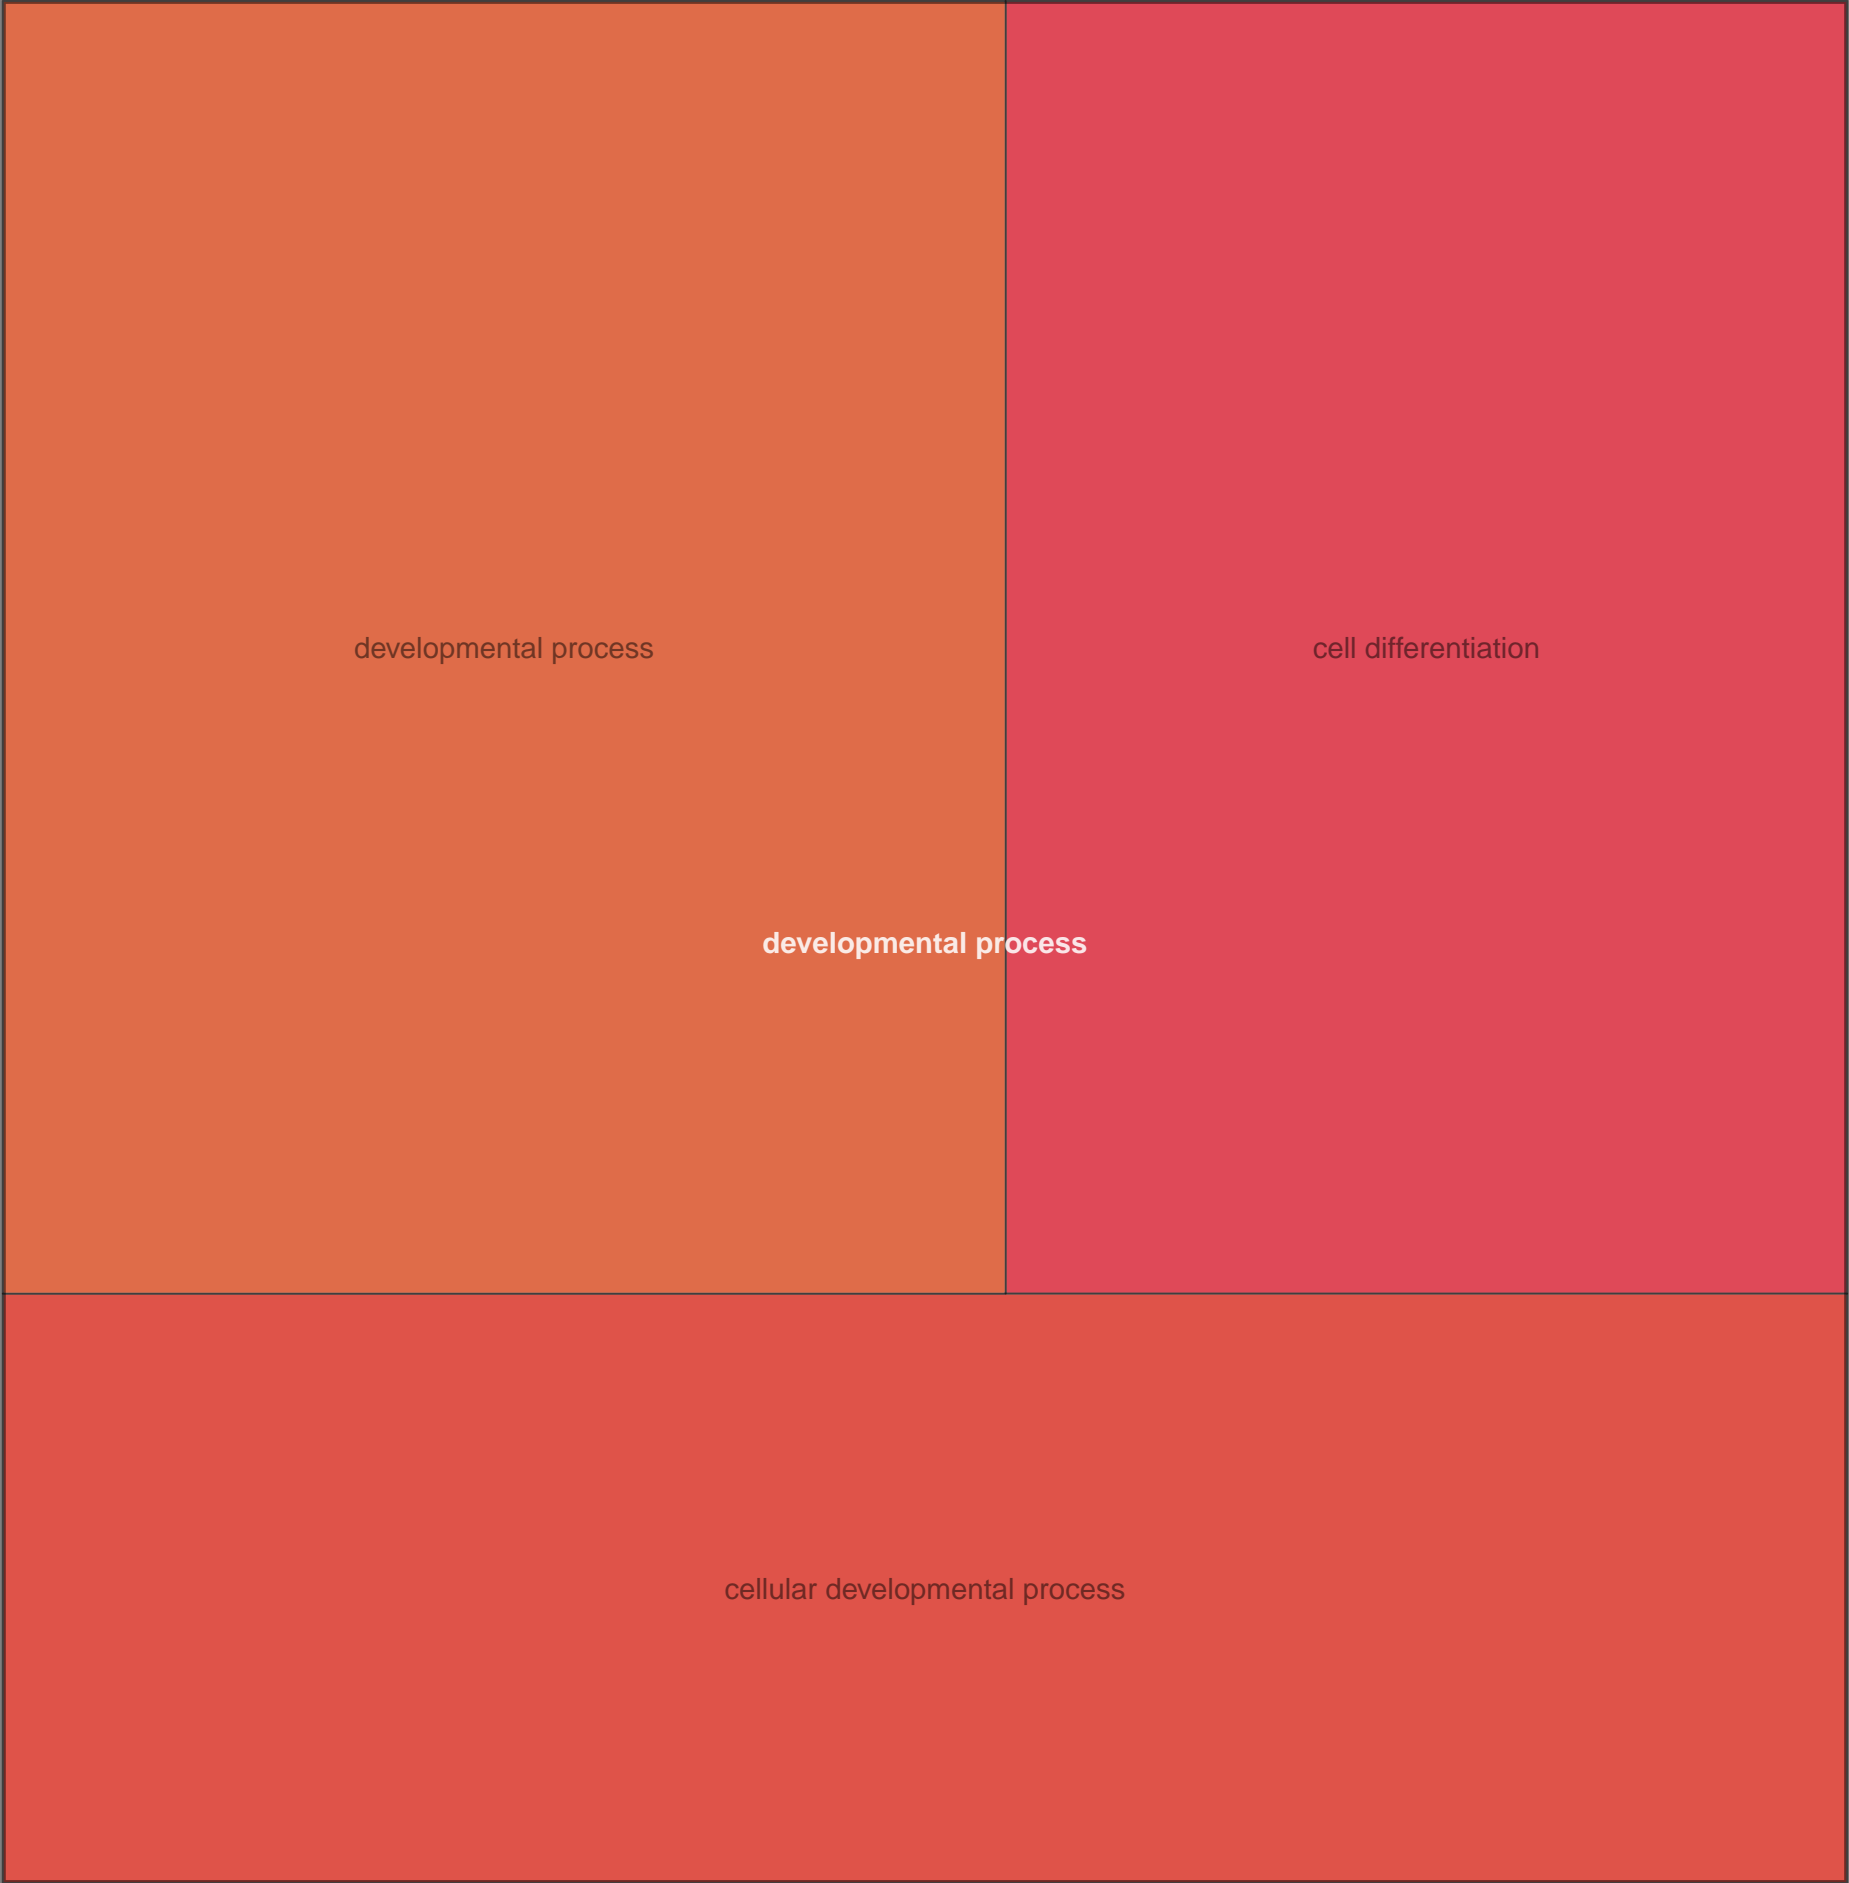 developmental process
cell differentiation
developmental process
cellular developmental process